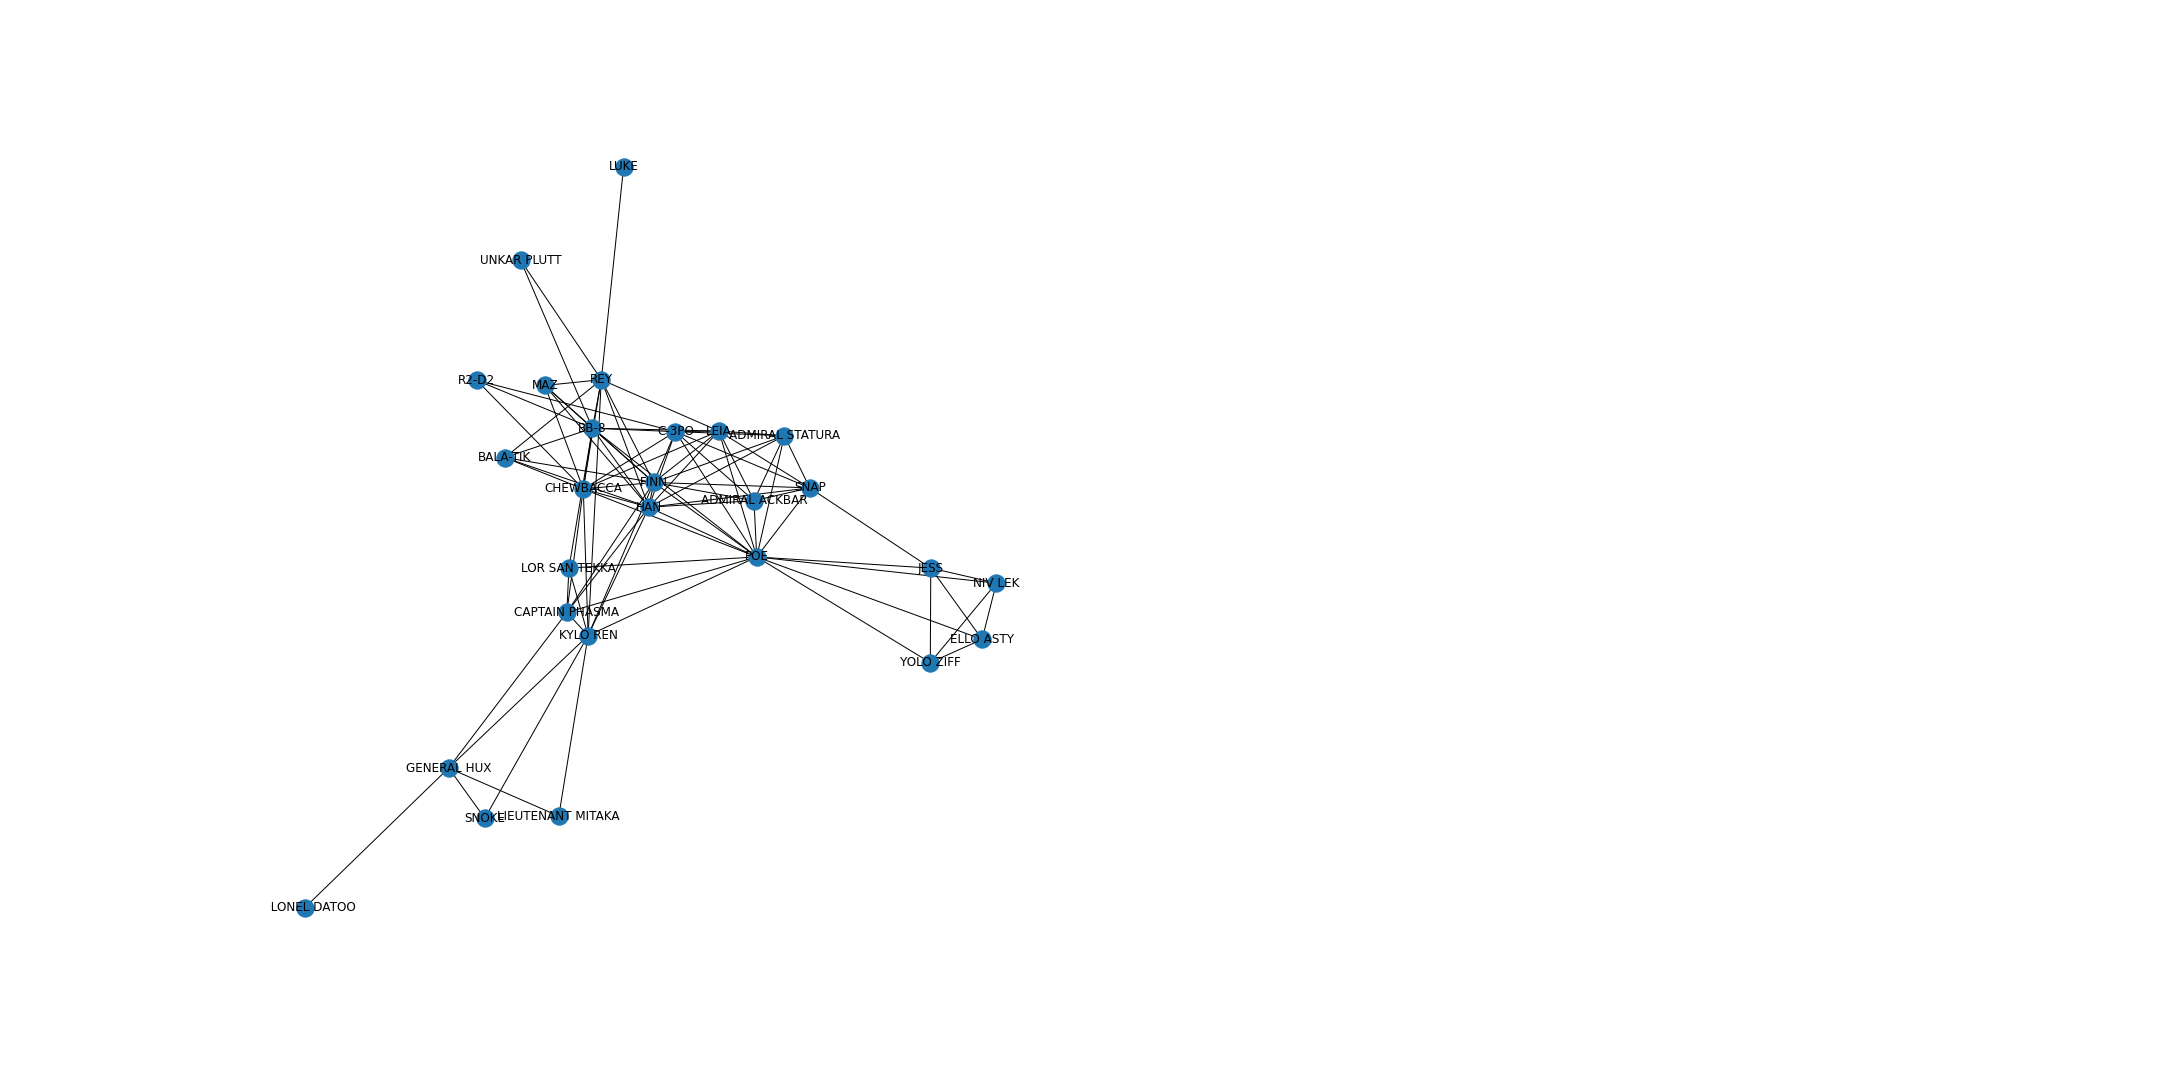 LUKE
UNKAR PLUTT
R2-D2
MAZ
REY
BB-8
C-3PO
LEIA
ADMIRAL STATURA
BALA-TIK
CHEWBACCA
FINN
SNAP
HAN
ADMIRAL ACKBAR
POE
LOR SAN TEKKA
JESS
NIV LEK
CAPTAIN PHASMA
KYLO REN
ELLO ASTY
YOLO ZIFF
GENERAL HUX
SNOKE
LIEUTENANT MITAKA
LONEL DATOO